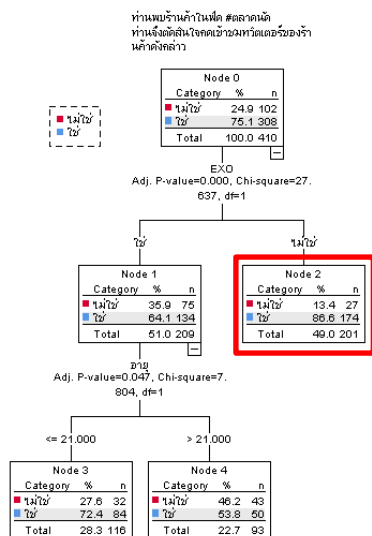 ท่านพบร้านค้าในฟีด #ตลาดนัด
ท่านจึงตัดสินใจกดเข้าชมทวิตเตอร์ของร้า
นค้าดังกล่าว
ไม่ใช่
ใช่
Node 0
Category % n
ไม่ใช่ 24.9 102
ใช่ 75.1 308
Total 100.0 410
EXO
Adj. P-value=0.000, Chi-square=27.
637, df=1
ใช่ ไม่ใช่
Node 1
Category % n
ไม่ใช่ 35.9 75
ใช่ 64.1 134
Total 51.0 209
Node 2
Category % n
ไม่ใช่ 13.4 27
ใช่ 86.6 174
Total 49.0 201
อายุ
Adj. P-value=0.047, Chi-square=7.
804, df=1
<= 21.000 > 21.000
Node 3
Category % n
ไม่ใช่ 27.6 32
ใช่ 72.4 84
Total 28.3 116
Node 4
Category % n
ไม่ใช่ 46.2 43
ใช่ 53.8 50
Total 22.7 93